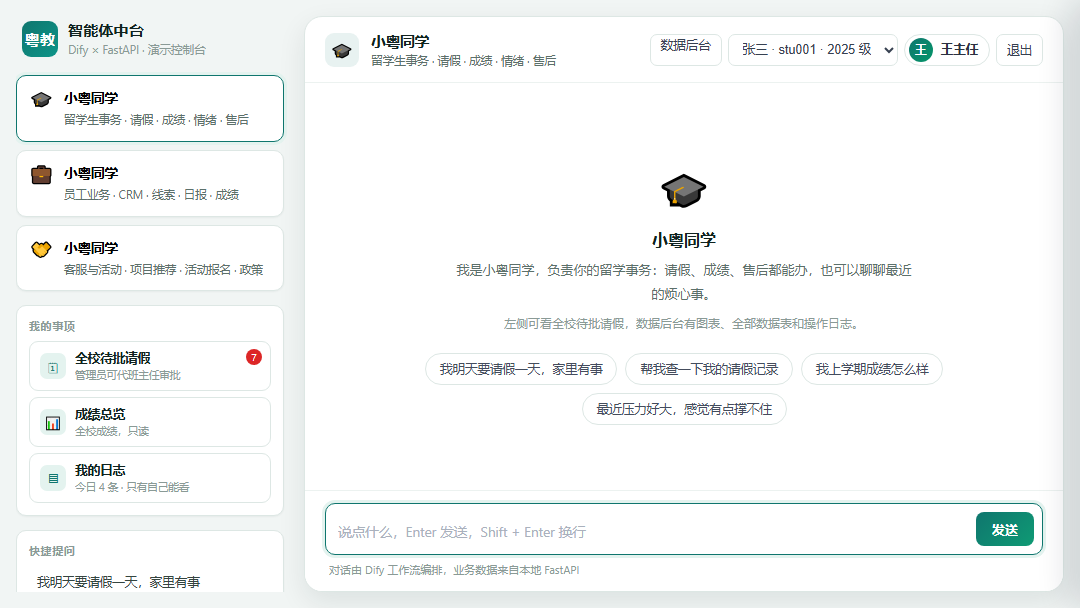 粤教
智能体中台
Dify × FastAPI · 演示控制台
小粤同学
留学生事务 · 请假 · 成绩 · 情绪 · 售后
小粤同学
员工业务 · CRM · 线索 · 日报 · 成绩
小粤同学
客服与活动 · 项目推荐 · 活动报名 · 政策
我的事项
全校待批请假
7
管理员可代班主任审批
成绩总览
全校成绩，只读
我的日志
今日 4 条 · 只有自己能看
快捷提问
我明天要请假一天，家里有事
小粤同学
留学生事务 · 请假 · 成绩 · 情绪 · 售后
数据后台
张三 · stu001 · 2025 级
王
王主任
退出
小粤同学
我是小粤同学，负责你的留学事务：请假、成绩、售后都能办，也可以聊聊最近
的烦心事。
左侧可看全校待批请假，数据后台有图表、全部数据表和操作日志。
我明天要请假一天，家里有事
帮我查一下我的请假记录
我上学期成绩怎么样
最近压力好大，感觉有点撑不住
说点什么，Enter 发送，Shift + Enter 换行
发送
对话由 Dify 工作流编排，业务数据来自本地 FastAPI